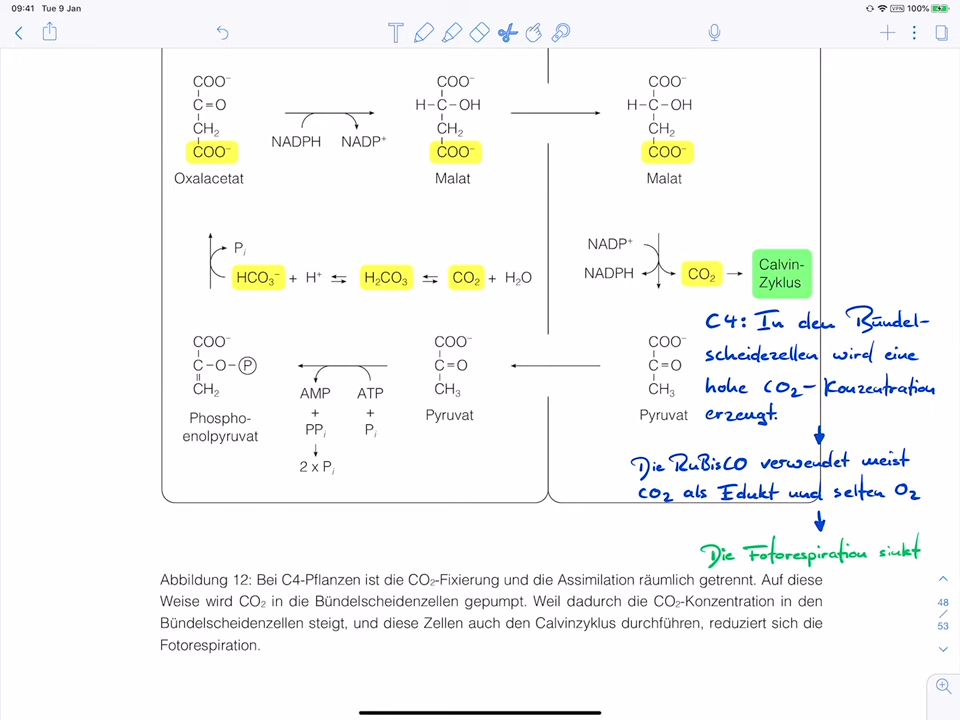 09:41 Tue 9 Jan
VPN 100%
COO⁻ COO⁻ COO⁻
C=O H–C–OH H–C–OH
CH₂ CH₂ CH₂
NADPH NADP⁺
COO⁻ COO⁻ COO⁻
Oxalacetat Malat Malat
Pᵢ NADP⁺
HCO₃⁻ + H⁺ ⇌ H₂CO₃ ⇌ CO₂ + H₂O NADPH CO₂ → Calvin-
Zyklus
C4: In den Bündel-
scheidezellen wird eine
hohe CO₂-Konzentration
erzeugt.
COO⁻ COO⁻ COO⁻
C–O–P C=O C=O
CH₂ CH₃ CH₃
AMP ATP
+ +
PPᵢ Pᵢ
2 x Pᵢ
Phospho-
enolpyruvat
Pyruvat Pyruvat
Die RuBisCO verwendet meist
CO₂ als Edukt und selten O₂
Die Fotorespiration sinkt
Abbildung 12: Bei C4-Pflanzen ist die CO₂-Fixierung und die Assimilation räumlich getrennt. Auf diese
Weise wird CO₂ in die Bündelscheidenzellen gepumpt. Weil dadurch die CO₂-Konzentration in den
Bündelscheidenzellen steigt, und diese Zellen auch den Calvinzyklus durchführen, reduziert sich die
Fotorespiration.
48
/
53